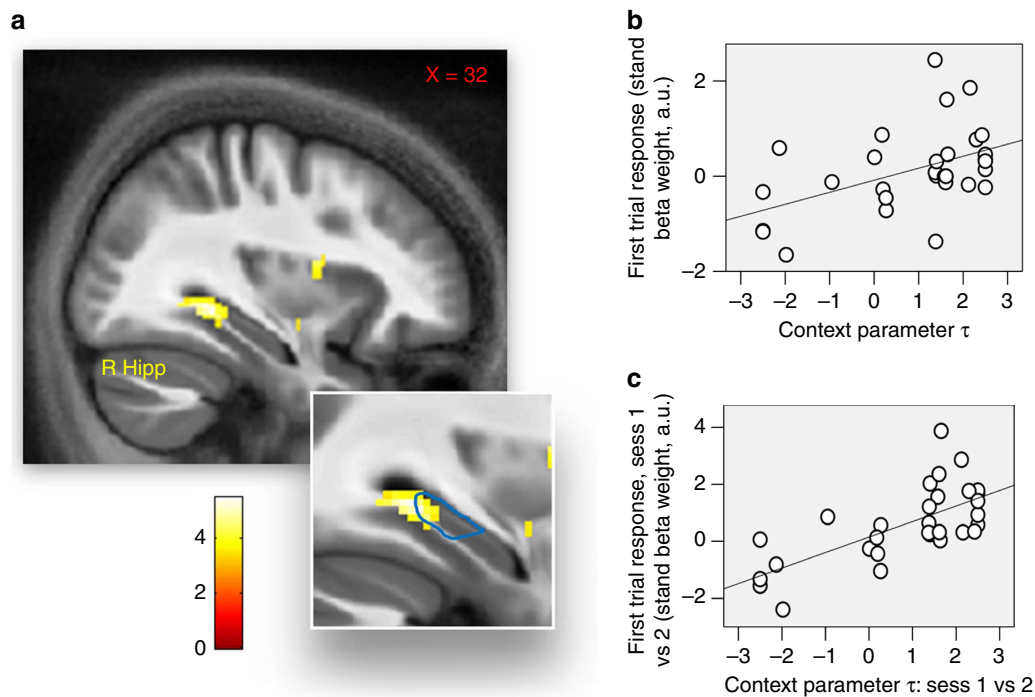 a
X = 32
R Hipp
4
2
0
b
First trial response (stand
beta weight, a.u.)
2
0
−2
−3 −2 −1 0 1 2 3
Context parameter τ
c
First trial response, sess 1
vs 2 (stand beta weight, a.u.)
4
2
0
−2
−3 −2 −1 0 1 2 3
Context parameter τ: sess 1 vs 2